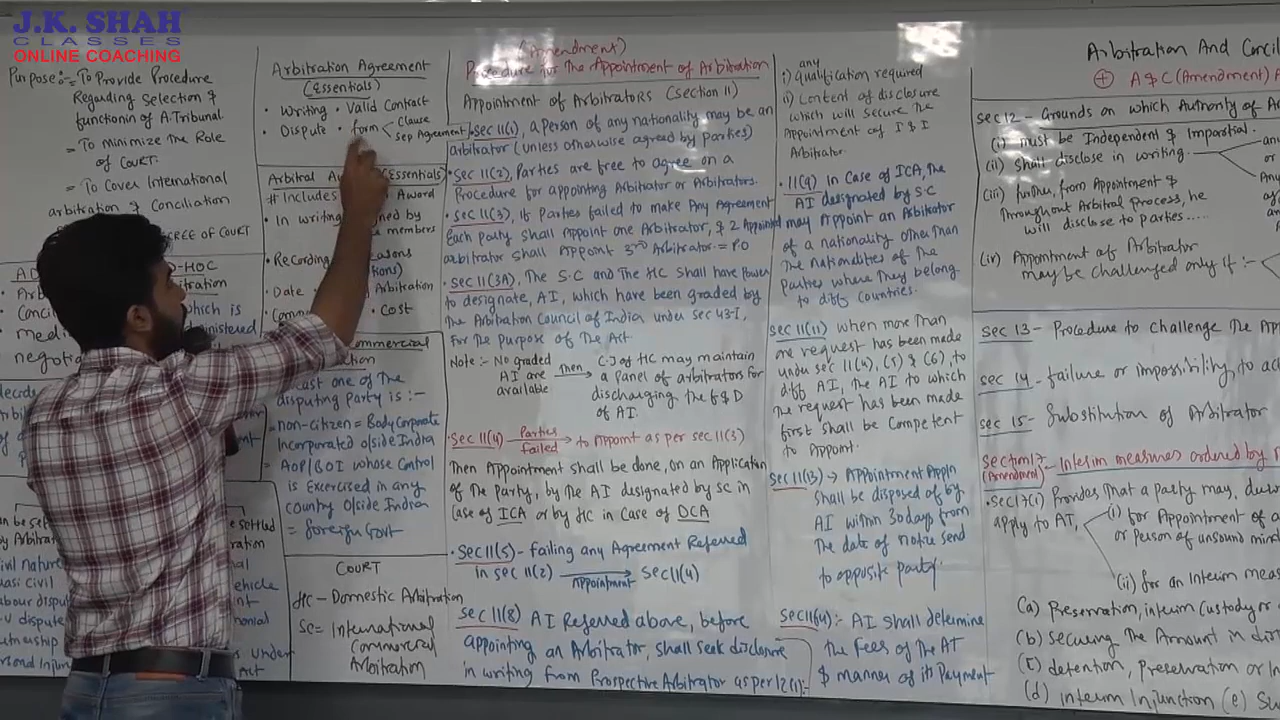 J.K. SHAH
CLASSES
ONLINE COACHING
Purpose:- = To Provide Procedure
Regarding Selection &
functionin of A.Tribunal
= To minimize the Role
of COURT.
= To Cover International
arbitration & Conciliation
REE OF COURT
HOC
which is
ministered
negoti
Arbitration Agreement
(Essentials)
• Writing • Valid Contract
• Dispute • form < Clause
Sep Agreement
Arbitral A (Essentials)
# Includes Award
• In writing ned by
members
• Recording asons
• Date Arbitration
• Cost
ommercial
cast one of The
disputing Party is :-
= non-citizen = Body Corporate
Incorporated o/side India
= AOP/BOI whose Control
is Exercised in any
country o/side India
= foreign Govt
COURT
HC - Domestic Arbitration
SC = International
Commercial
Arbitration
(Amendment)
Procedure for The Appointment of Arbitration
Appointment of Arbitrators (Section 11)
• Sec 11(1), a person of any nationality may be an
arbitrator (unless otherwise agreed by parties)
• Sec 11(2), Parties are free to agree on a
Procedure for appointing Arbitrator or Arbitrators.
• Sec 11(3), If Parties failed to make Any Agreement
Each party shall Appoint one Arbitrator, & 2 Appointed
arbitrator shall Appoint 3rd Arbitrator = PO
• Sec 11(3A), The S.C and The HC shall have Power
to designate, AI, which have been graded by
The Arbitration Council of India under Sec 43-I,
for the Purpose of The Act.
Note :- No graded AI are available Then → C.J of HC may maintain
a panel of arbitrators for
discharging The f & D
of AI.
Sec 11(4) Parties failed → to Appoint as per sec 11(3)
Then Appointment shall be done, on an Application
of The party, by The AI designated by SC in
Case of ICA or by HC in Case of DCA
• Sec 11(5) - failing any Agreement Referred
in sec 11(2) Appointment → Sec 11(4)
Sec 11(8) AI Referred above, before
appointing an Arbitrator, shall seek disclosure
in writing from Prospective Arbitrator as per 12(1):-
any
i) qualification required
ii) Content of disclosure
which will secure The
Appointment of I & I
Arbitrator.
• 11(9) In Case of ICA, The
AI designated by S.C
may Appoint an Arbitrator
of a nationality other Than
The nationalities of The
parties where They belong
to diff countries.
Sec 11(11) when more Than
one request has been made
under sec 11(4), (5) & (6), to
diff AI, The AI to which
The request has been made
first shall be competent
to Appoint.
Sec 11(13) → Appointment Appln
shall be disposed of by
AI within 30 days from
The date of notice send
to opposite party.
Sec 11(14):- AI shall determine
The fees of The AT
& manner of its Payment
Arbitration And Conci
⊕ A & C (Amendment) A
Sec 12 - Grounds on which Authority of A
(i) must be Independent & Impartial.
(ii) Shall disclose in writing.
(iii) further, from Appointment &
Throughout Arbitral process, he
will disclose to parties .....
(iv) Appointment of Arbitrator
may be challenged only if :-
Sec 13 - Procedure to Challenge The App
Sec 14 - failure or impossibility, to ac
Sec 15 - Substitution of Arbitrator
Section 17 (Amendment) - Interim measures ordered by
• Sec 17(1) Provides That a party may, duri
apply to AT,
(i) for Appointment of a
or person of unsound mind
(ii) for an Interim meas
(a) Preservation, interim Custody or
(b) Securing The Amount in di
(c) detention, Preservation or In
(d) interim Injunction (e) Su